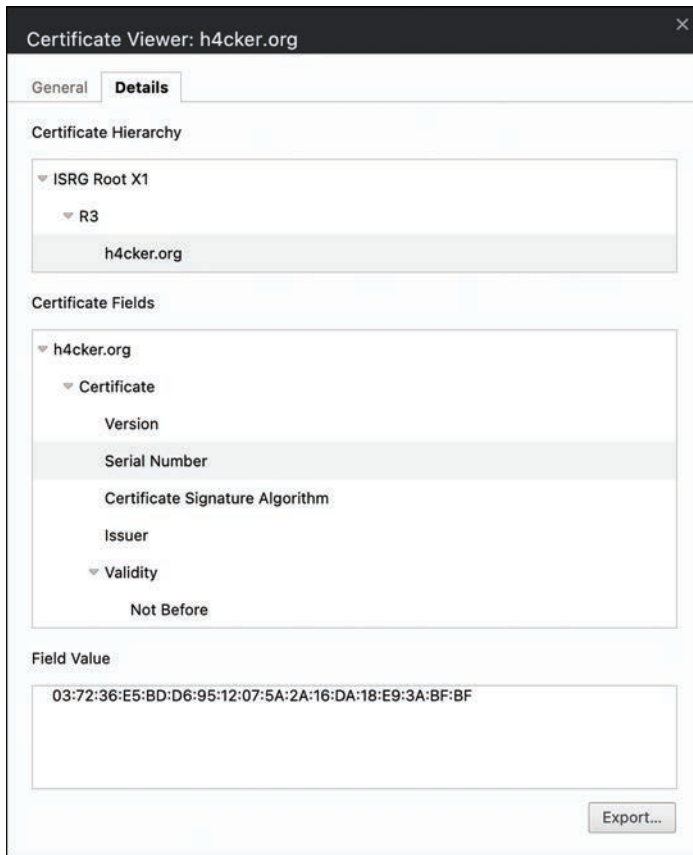 Certificate Viewer: h4cker.org
General Details
Certificate Hierarchy
ISRG Root X1
R3
h4cker.org
Certificate Fields
h4cker.org
Certificate
Version
Serial Number
Certificate Signature Algorithm
Issuer
Validity
Not Before
Field Value
03:72:36:E5:BD:D6:95:12:07:5A:2A:16:DA:18:E9:3A:BF:BF
Export...